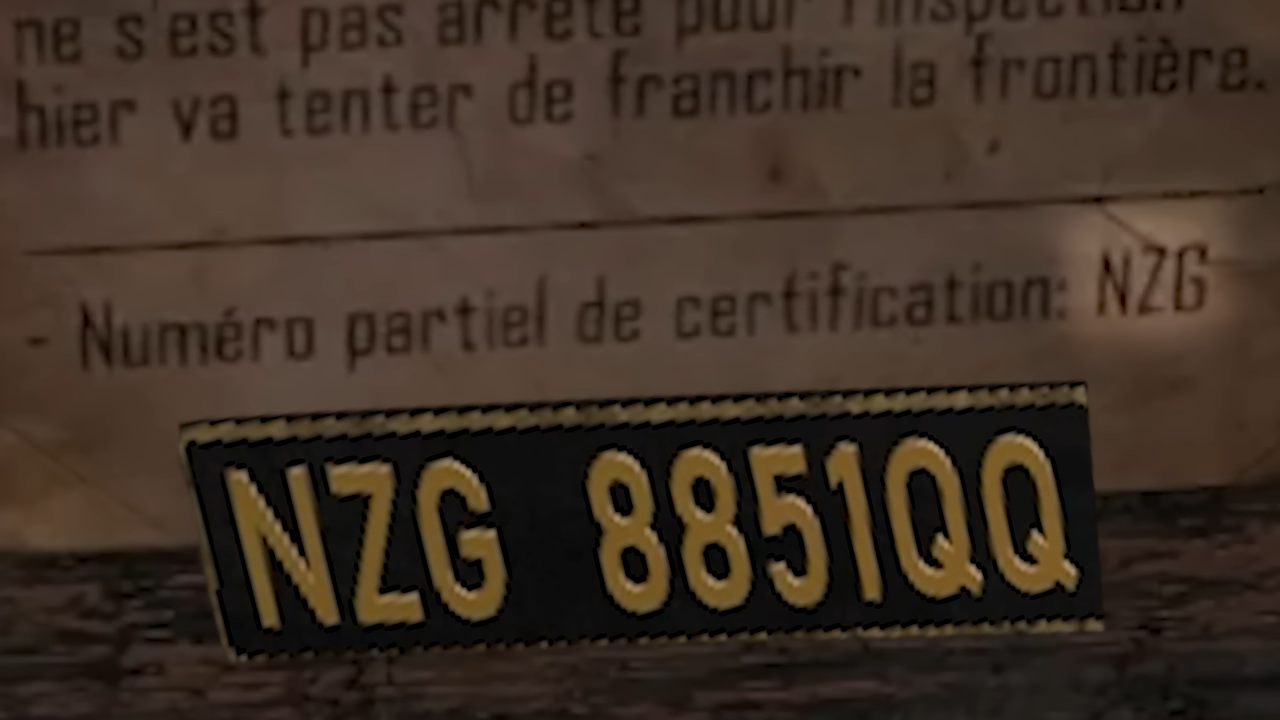 ne s'est pas arrêté pour l'inspection
hier va tenter de franchir la frontière.
- Numéro partiel de certification: NZG
NZG 8851QQ